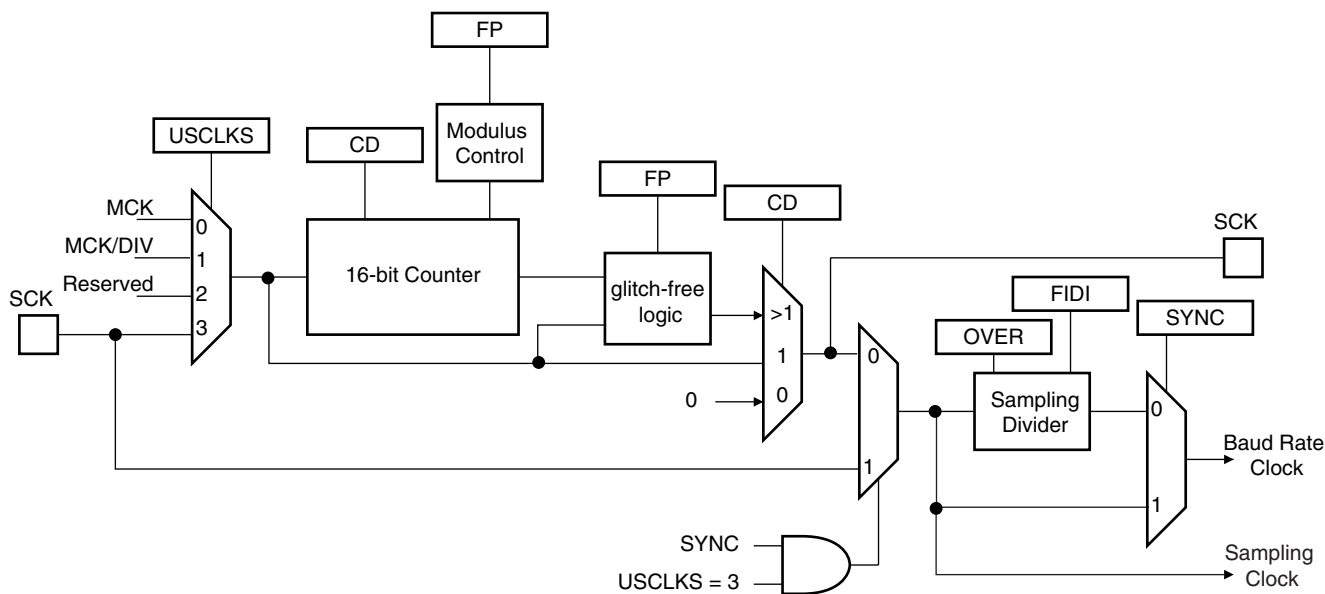 FP
USCLKS
CD
Modulus
Control
FP
CD
MCK
0
MCK/DIV
1
Reserved
2
SCK
3
16-bit Counter
glitch-free
logic
>1
1
0
0
SCK
FIDI
OVER
SYNC
0
1
Sampling
Divider
0
1
Baud Rate
Clock
SYNC
USCLKS = 3
Sampling
Clock